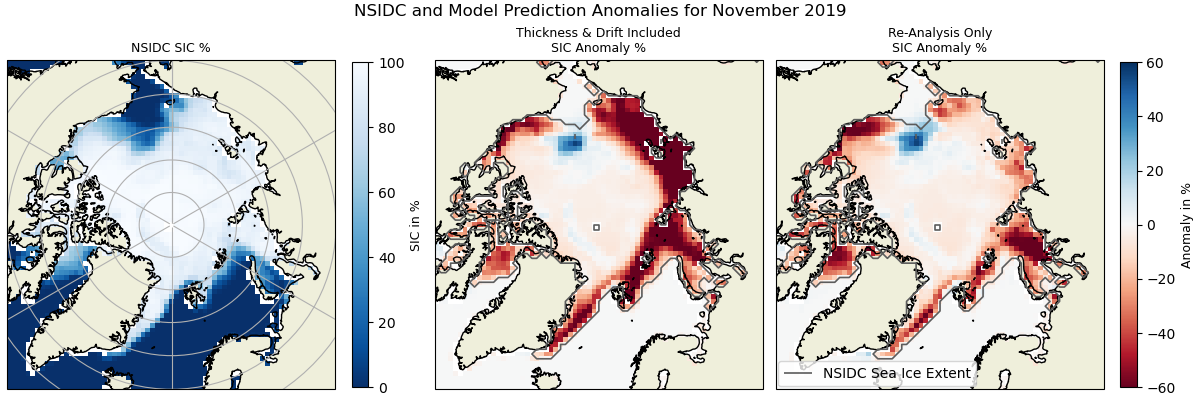 NSIDC and Model Prediction Anomalies for November 2019
NSIDC SIC %
100
80
60
40
20
0
SIC in %
Thickness & Drift Included
SIC Anomaly %
Re-Analysis Only
SIC Anomaly %
NSIDC Sea Ice Extent
60
40
20
0
−20
−40
−60
Anomaly in %